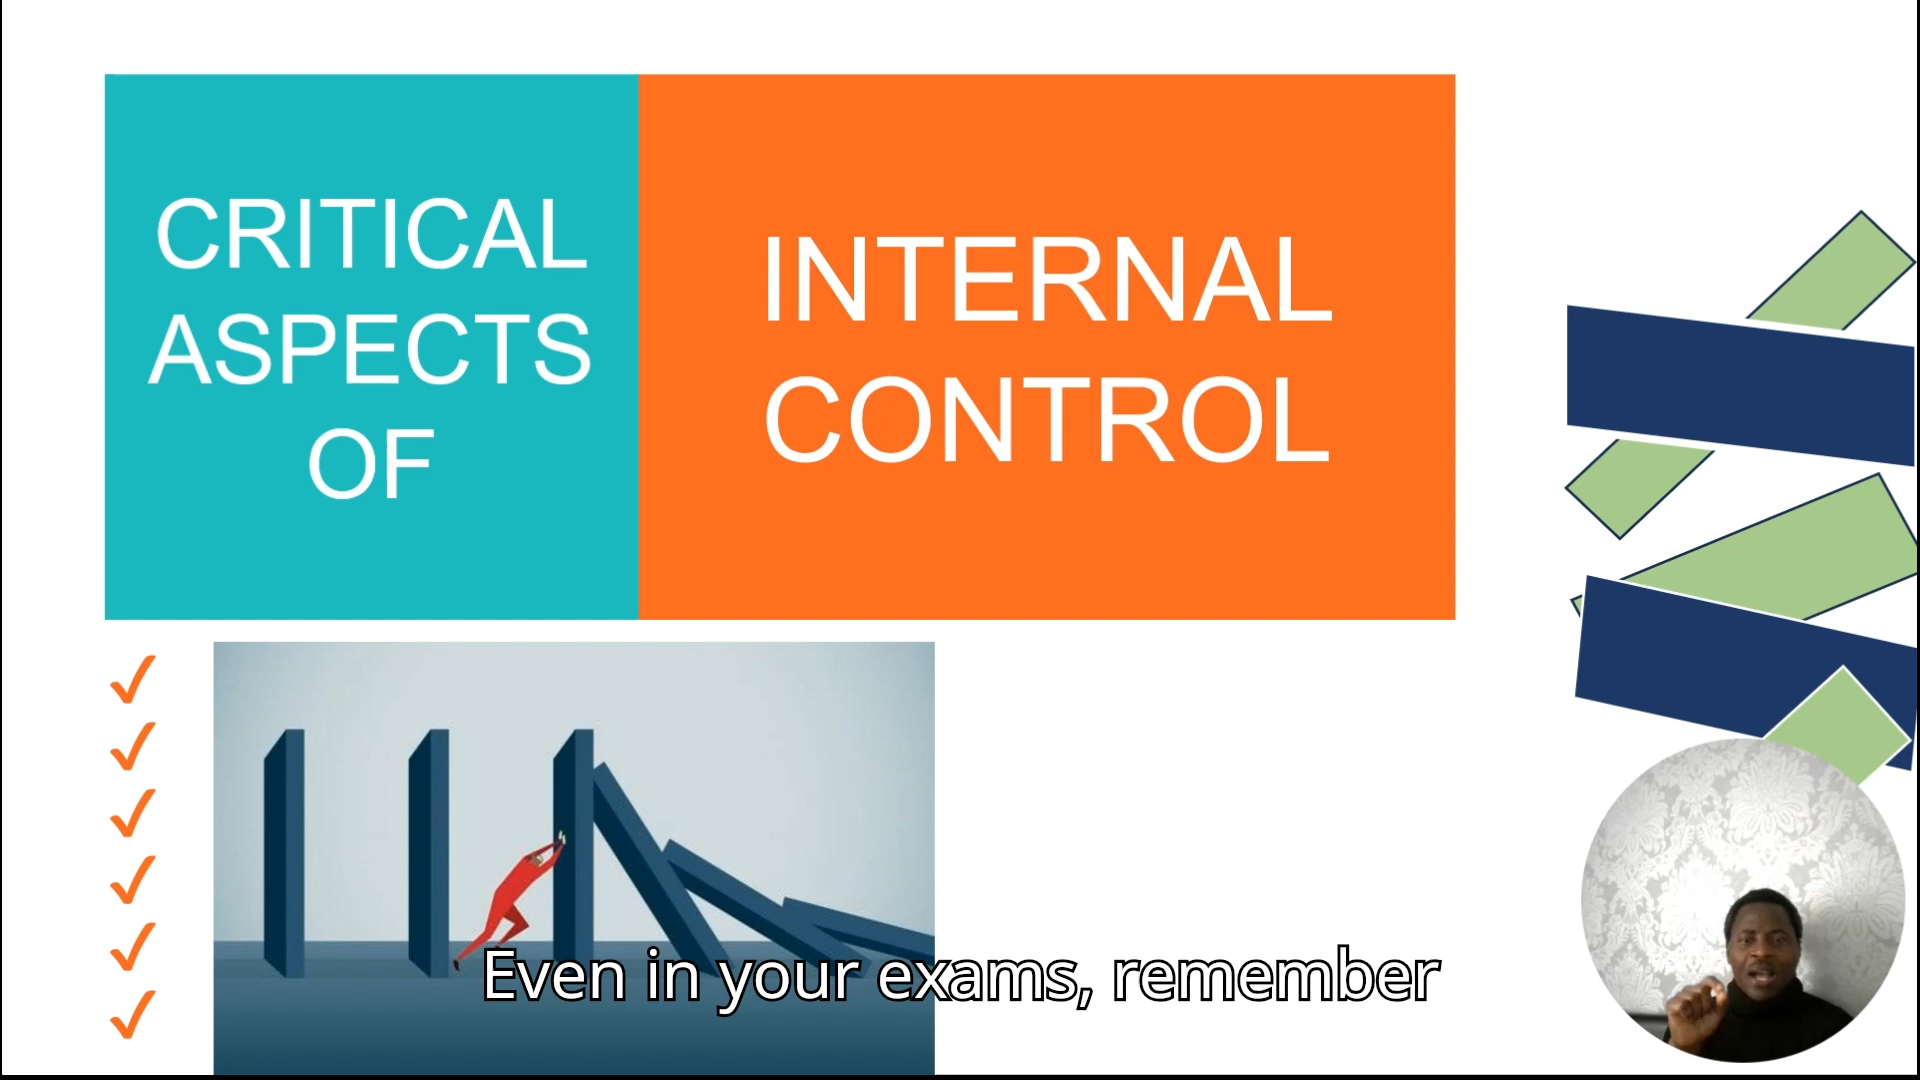 CRITICAL
ASPECTS
OF
INTERNAL
CONTROL
Even in your exams, remember